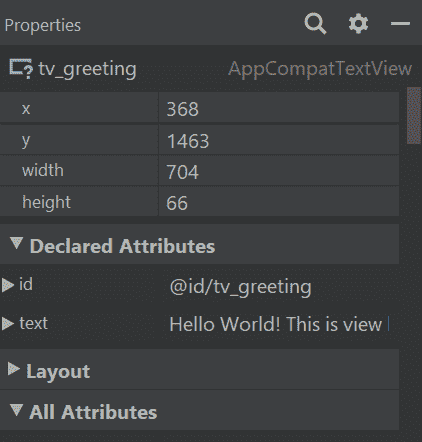 Properties
tv_greeting AppCompatTextView
x 368
y 1463
width 704
height 66
Declared Attributes
id @id/tv_greeting
text Hello World! This is view
Layout
All Attributes